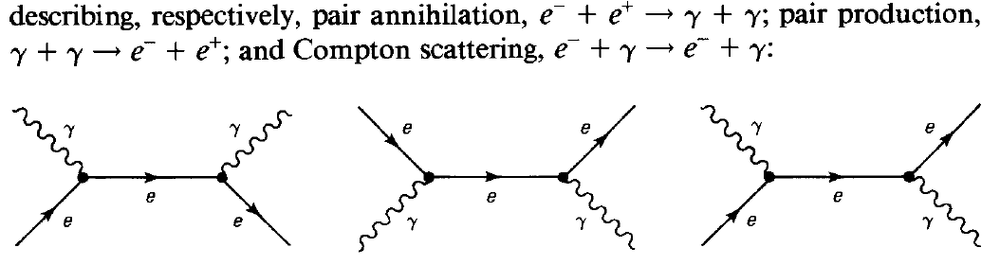 describing, respectively, pair annihilation, e⁻ + e⁺ → γ + γ; pair production,
γ + γ → e⁻ + e⁺; and Compton scattering, e⁻ + γ → e⁻ + γ:
γ γ e e γ e
e e e
e e γ γ e γ